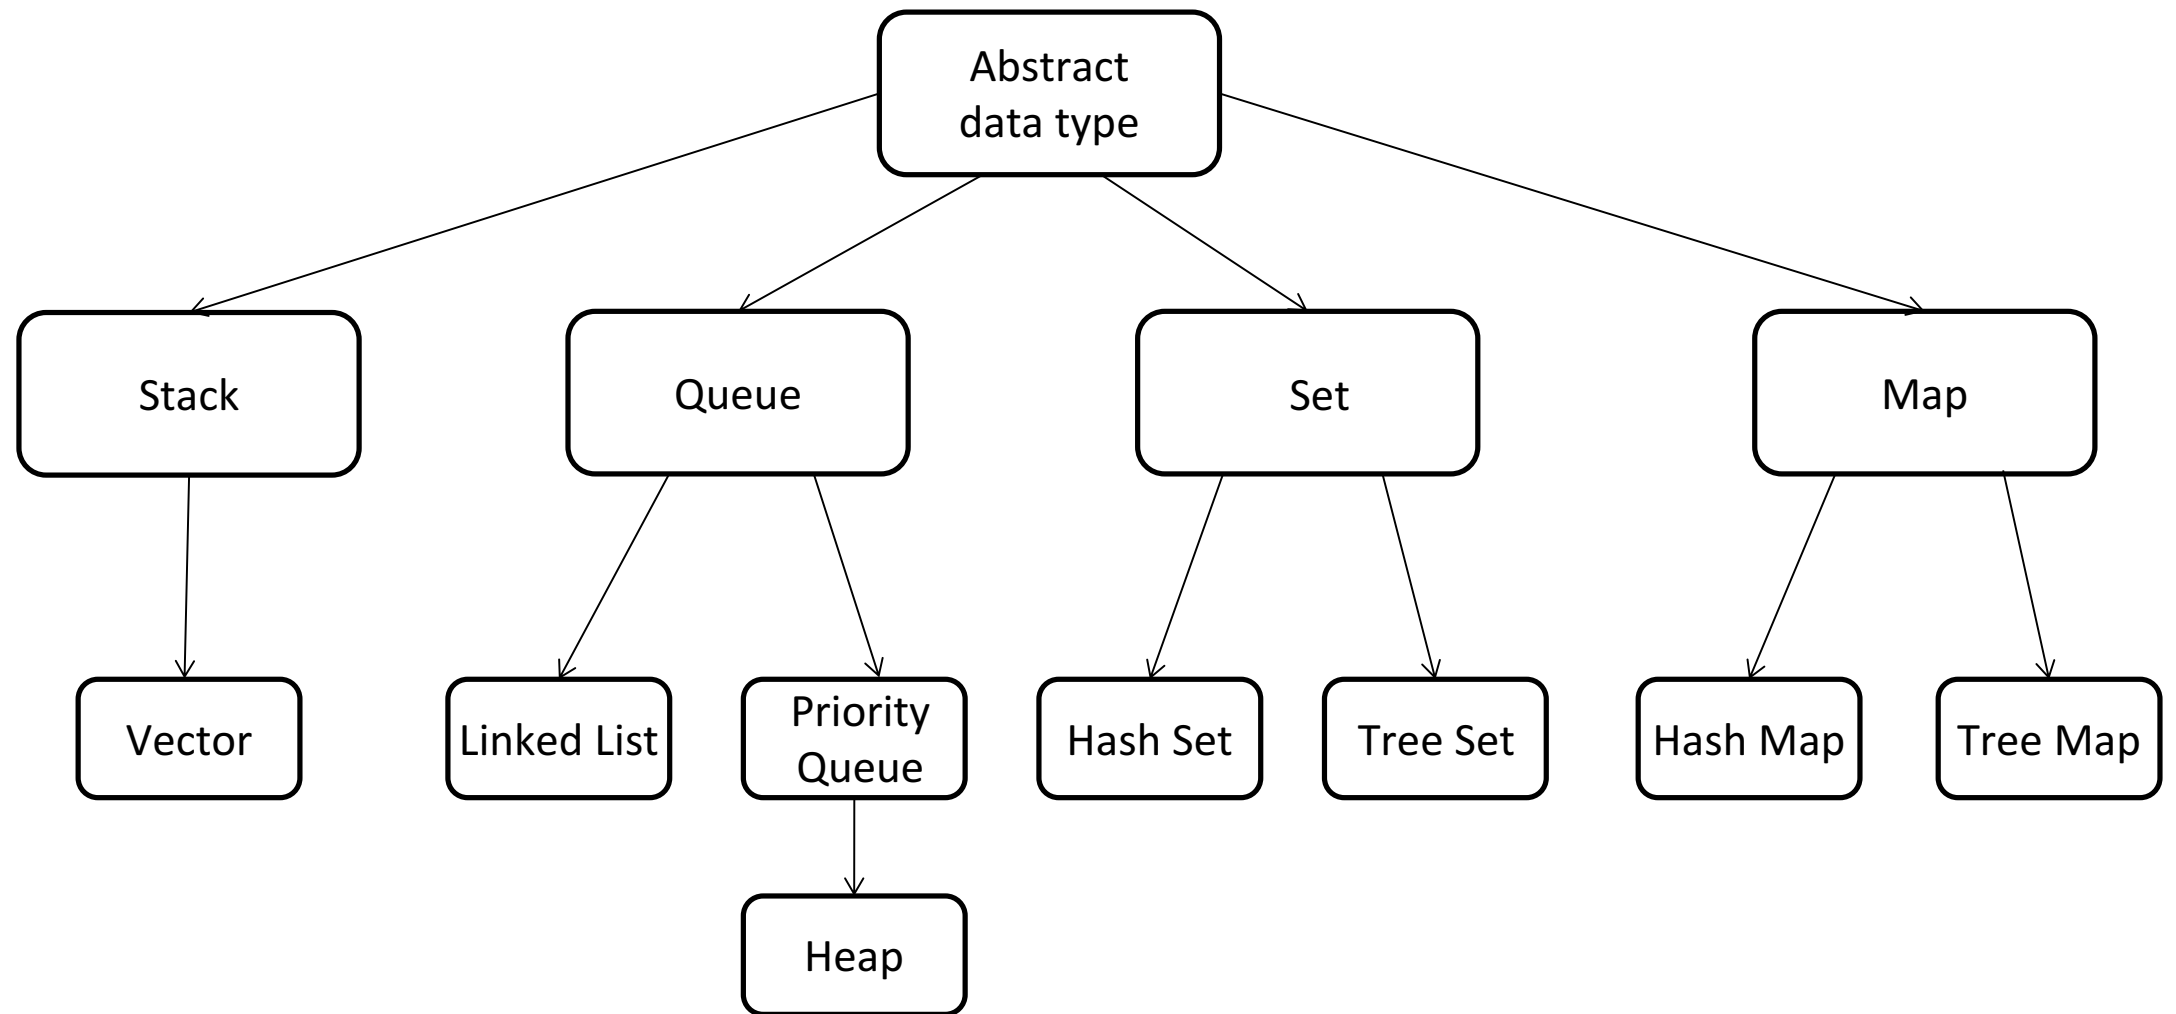 Abstract
data type
Stack
Queue
Set
Map
Vector
Linked List
Priority
Queue
Hash Set
Tree Set
Hash Map
Tree Map
Heap